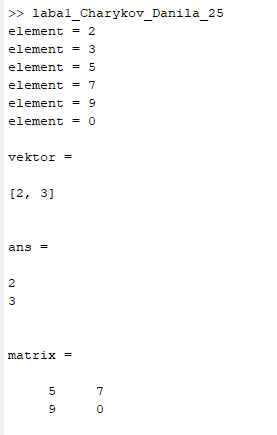 >> laba1_Charykov_Danila_25
element = 2
element = 3
element = 5
element = 7
element = 9
element = 0
vektor =
[2, 3]
ans =
2
3
matrix =
5 7
9 0